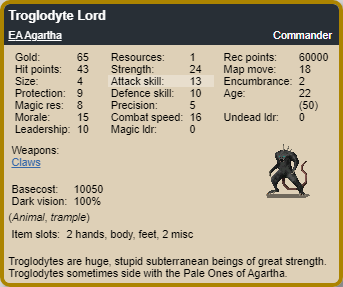 Troglodyte Lord
EA Agartha Commander
Gold: 65 Resources: 1 Rec points: 60000
Hit points: 43 Strength: 24 Map move: 18
Size: 4 Attack skill: 13 Encumbrance: 2
Protection: 9 Defence skill: 10 Age: 22
Magic res: 8 Precision: 5 (50)
Morale: 15 Combat speed: 16 Undead ldr: 0
Leadership: 10 Magic ldr: 0
Weapons:
Claws
Basecost: 10050
Dark vision: 100%
(Animal, trample)
Item slots: 2 hands, body, feet, 2 misc
Troglodytes are huge, stupid subterranean beings of great strength.
Troglodytes sometimes side with the Pale Ones of Agartha.